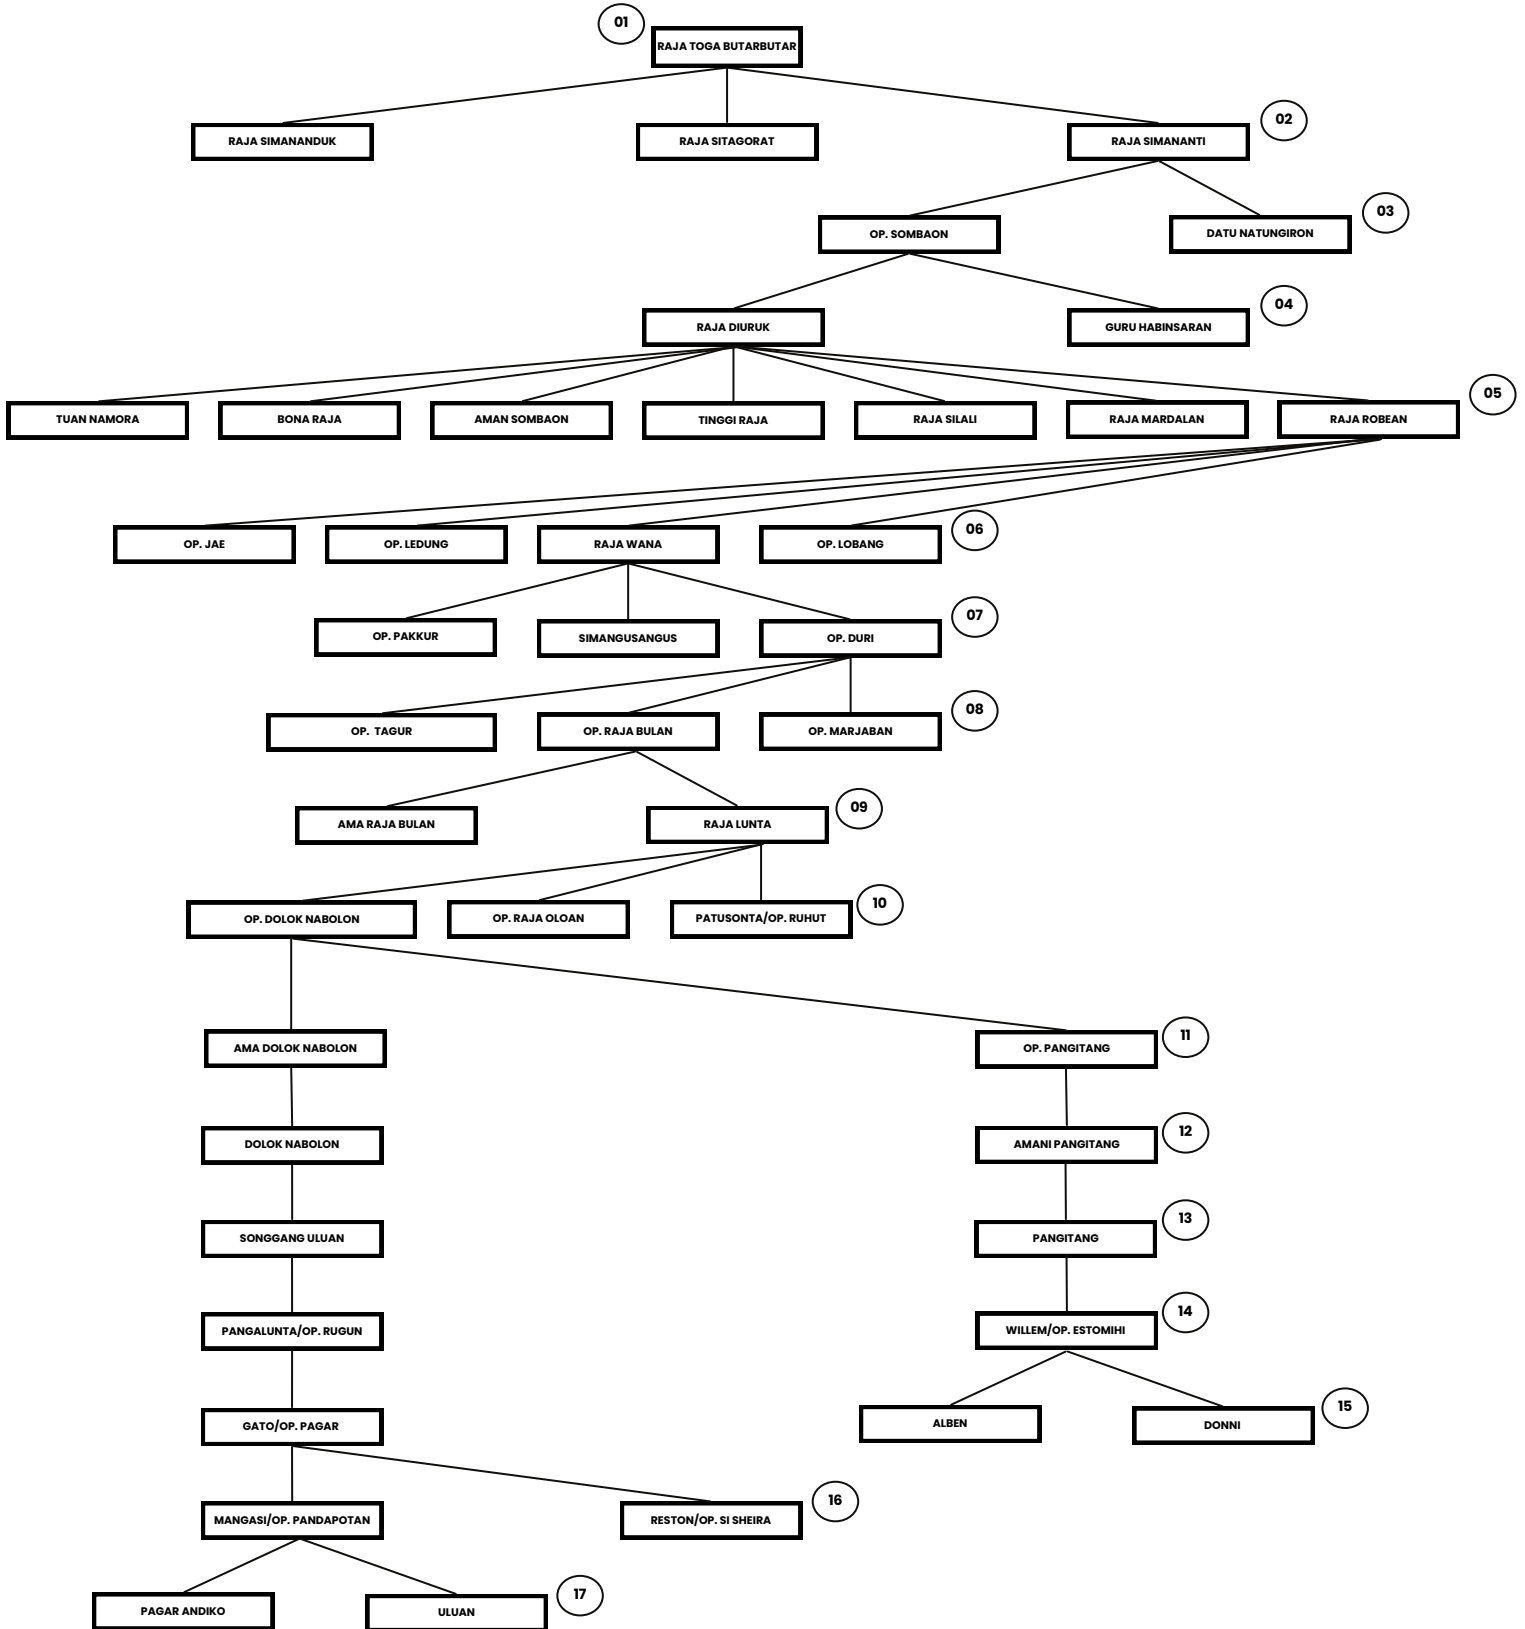 01
RAJA TOGA BUTARBUTAR
RAJA SIMANANDUK
RAJA SITAGORAT
RAJA SIMANANTI
02
OP. SOMBAON
DATU NATUNGIRON
03
RAJA DIURUK
GURU HABINSARAN
04
TUAN NAMORA
BONA RAJA
AMAN SOMBAON
TINGGI RAJA
RAJA SILALI
RAJA MARDALAN
RAJA ROBEAN
05
OP. JAE
OP. LEDUNG
RAJA WANA
OP. LOBANG
06
OP. PAKKUR
SIMANGUSANGUS
OP. DURI
07
OP. TAGUR
OP. RAJA BULAN
OP. MARJABAN
08
AMA RAJA BULAN
RAJA LUNTA
09
OP. DOLOK NABOLON
OP. RAJA OLOAN
PATUSONTA/OP. RUHUT
10
AMA DOLOK NABOLON
OP. PANGITANG
11
DOLOK NABOLON
AMANI PANGITANG
12
SONGGANG ULUAN
PANGITANG
13
PANGALUNTA/OP. RUGUN
WILLEM/OP. ESTOMIHI
14
GATO/OP. PAGAR
ALBEN
DONNI
15
MANGASI/OP. PANDAPOTAN
RESTON/OP. SI SHEIRA
16
PAGAR ANDIKO
ULUAN
17